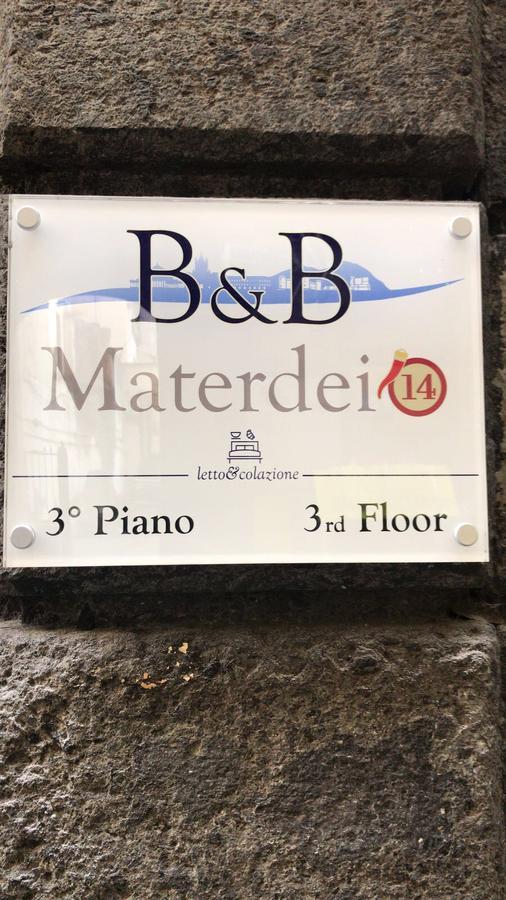 B&B
Materdei 14
letto&colazione
3° Piano 3rd Floor